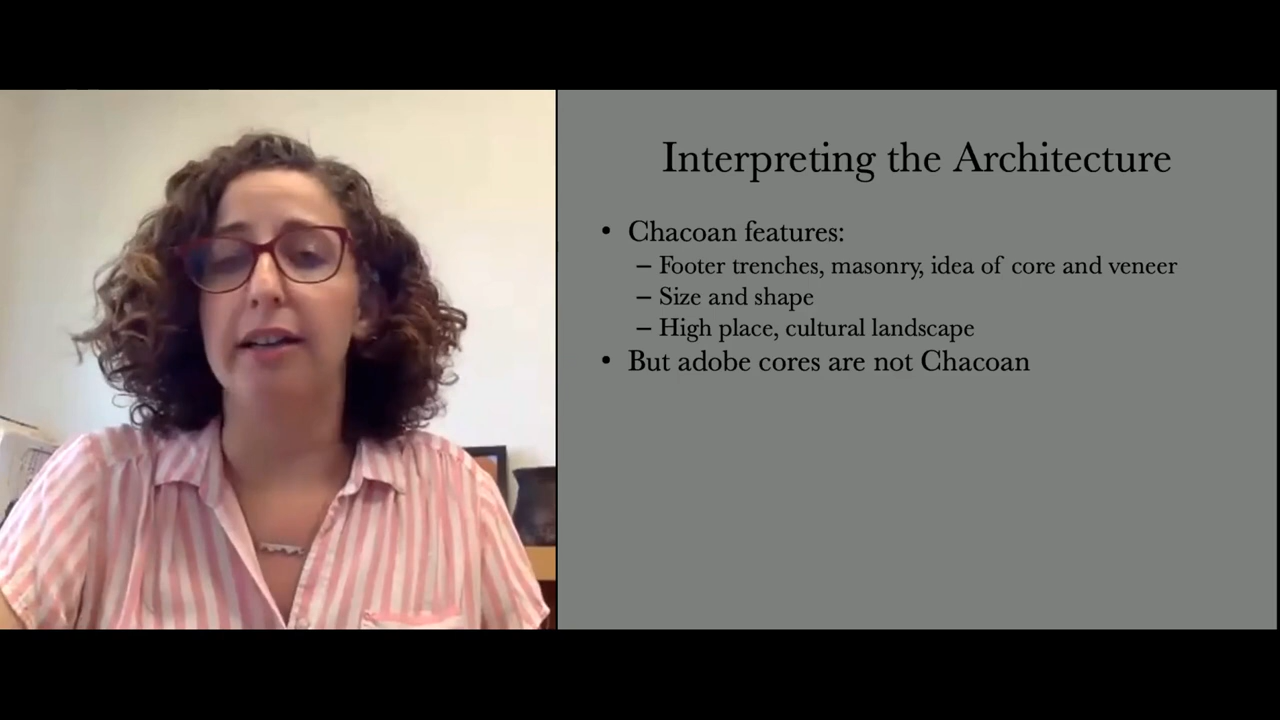 Interpreting the Architecture
• Chacoan features:
– Footer trenches, masonry, idea of core and veneer
– Size and shape
– High place, cultural landscape
• But adobe cores are not Chacoan